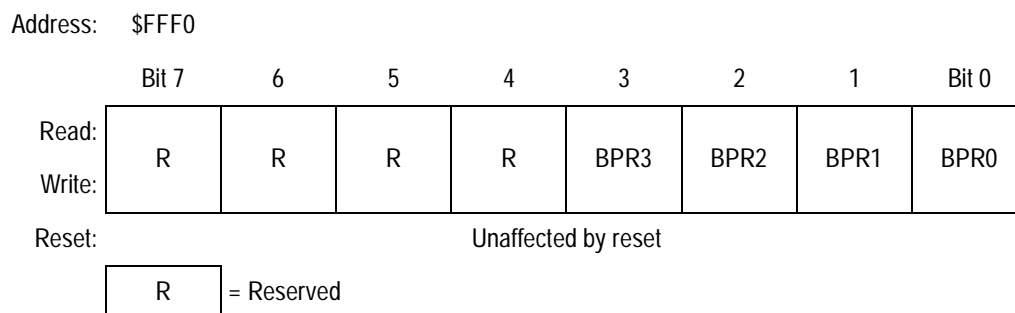 Address: $FFF0
Bit 7 6 5 4 3 2 1 Bit 0
Read:
R R R R BPR3 BPR2 BPR1 BPR0
Write:
Reset: Unaffected by reset
R = Reserved